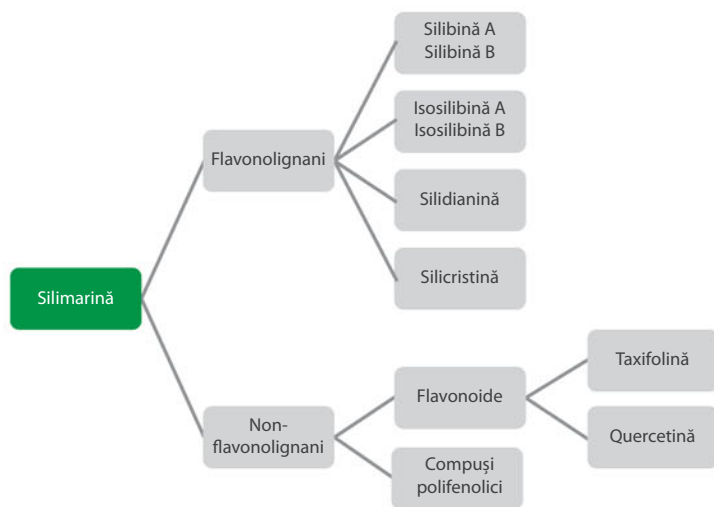 Silimarină
Flavonolignani
Silibină A
Silibină B
Isosilibină A
Isosilibină B
Silidianină
Silicristină
Non-
flavonolignani
Flavonoide
Taxifolină
Quercetină
Compuși
polifenolici